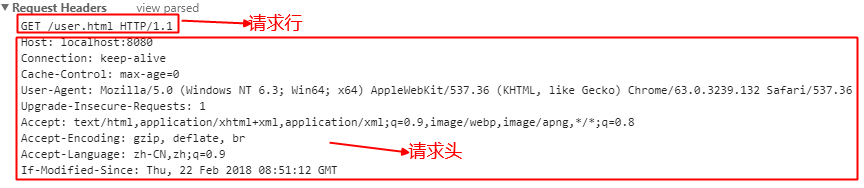 Request Headers view parsed
GET /user.html HTTP/1.1 请求行
Host: localhost:8080
Connection: keep-alive
Cache-Control: max-age=0
User-Agent: Mozilla/5.0 (Windows NT 6.3; Win64; x64) AppleWebKit/537.36 (KHTML, like Gecko) Chrome/63.0.3239.132 Safari/537.36
Upgrade-Insecure-Requests: 1
Accept: text/html,application/xhtml+xml,application/xml;q=0.9,image/webp,image/apng,*/*;q=0.8
Accept-Encoding: gzip, deflate, br
Accept-Language: zh-CN,zh;q=0.9 请求头
If-Modified-Since: Thu, 22 Feb 2018 08:51:12 GMT